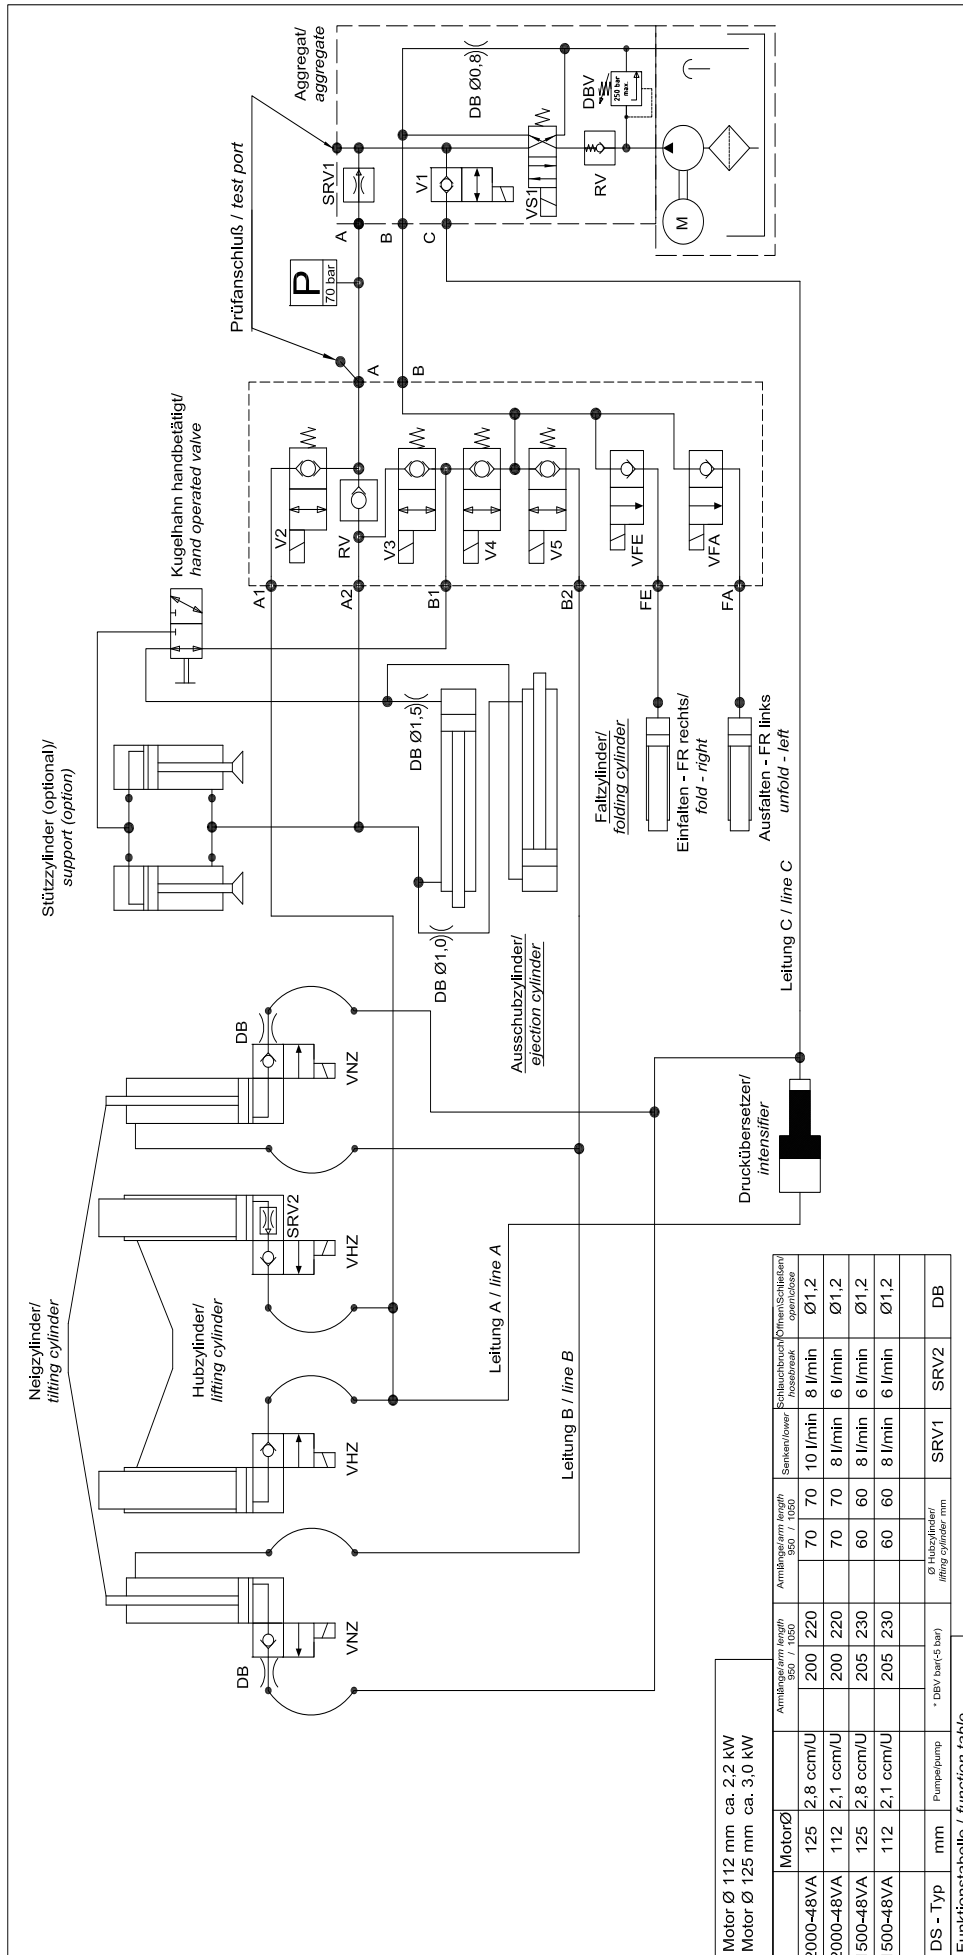 Neigzylinder/
tilting cylinder
Stützzylinder (optional)/
support (option)
Kugelhahn handbetätigt/
hand operated valve
Prüfanschluß / test port
Aggregat/
aggregate
Hubzylinder/
lifting cylinder
DB
VNZ
VHZ
VHZ
SRV2
DB
VNZ
A1
A2
B1
B2
FE
FA
V2
RV
V3
V4
V5
VFE
VFA
A
B
P
70 bar
A
B
C
SRV1
V1
VS1
RV
DB Ø0,8
DBV
250 bar
max.
M
DB Ø1,0
DB Ø1,5
Ausschubzylinder/
ejection cylinder
Faltzylinder/
folding cylinder
Einfalten - FR rechts/
fold - right
Ausfalten - FR links
unfold - left
Leitung A / line A
Leitung B / line B
Leitung C / line C
Druckübersetzer/
intensifier
Motor Ø 112 mm ca. 2,2 kW
Motor Ø 125 mm ca. 3,0 kW
MotorØ Armlänge/arm length 950 / 1050 Armlänge/arm length 950 / 1050 Senken/lower Schlauchbruch/ hosebreak Öffnen/Schließen/ open/close
2000-48VA 125 2,8 ccm/U 200 220 70 70 10 l/min 8 l/min Ø1,2
2000-48VA 112 2,1 ccm/U 200 220 70 70 8 l/min 6 l/min Ø1,2
500-48VA 125 2,8 ccm/U 205 230 60 60 8 l/min 6 l/min Ø1,2
500-48VA 112 2,1 ccm/U 205 230 60 60 8 l/min 6 l/min Ø1,2
DS - Typ mm Pumpe/pump * DBV bar(-5 bar) Ø Hubzylinder/ lifting cylinder mm SRV1 SRV2 DB
Funktionstabelle / function table